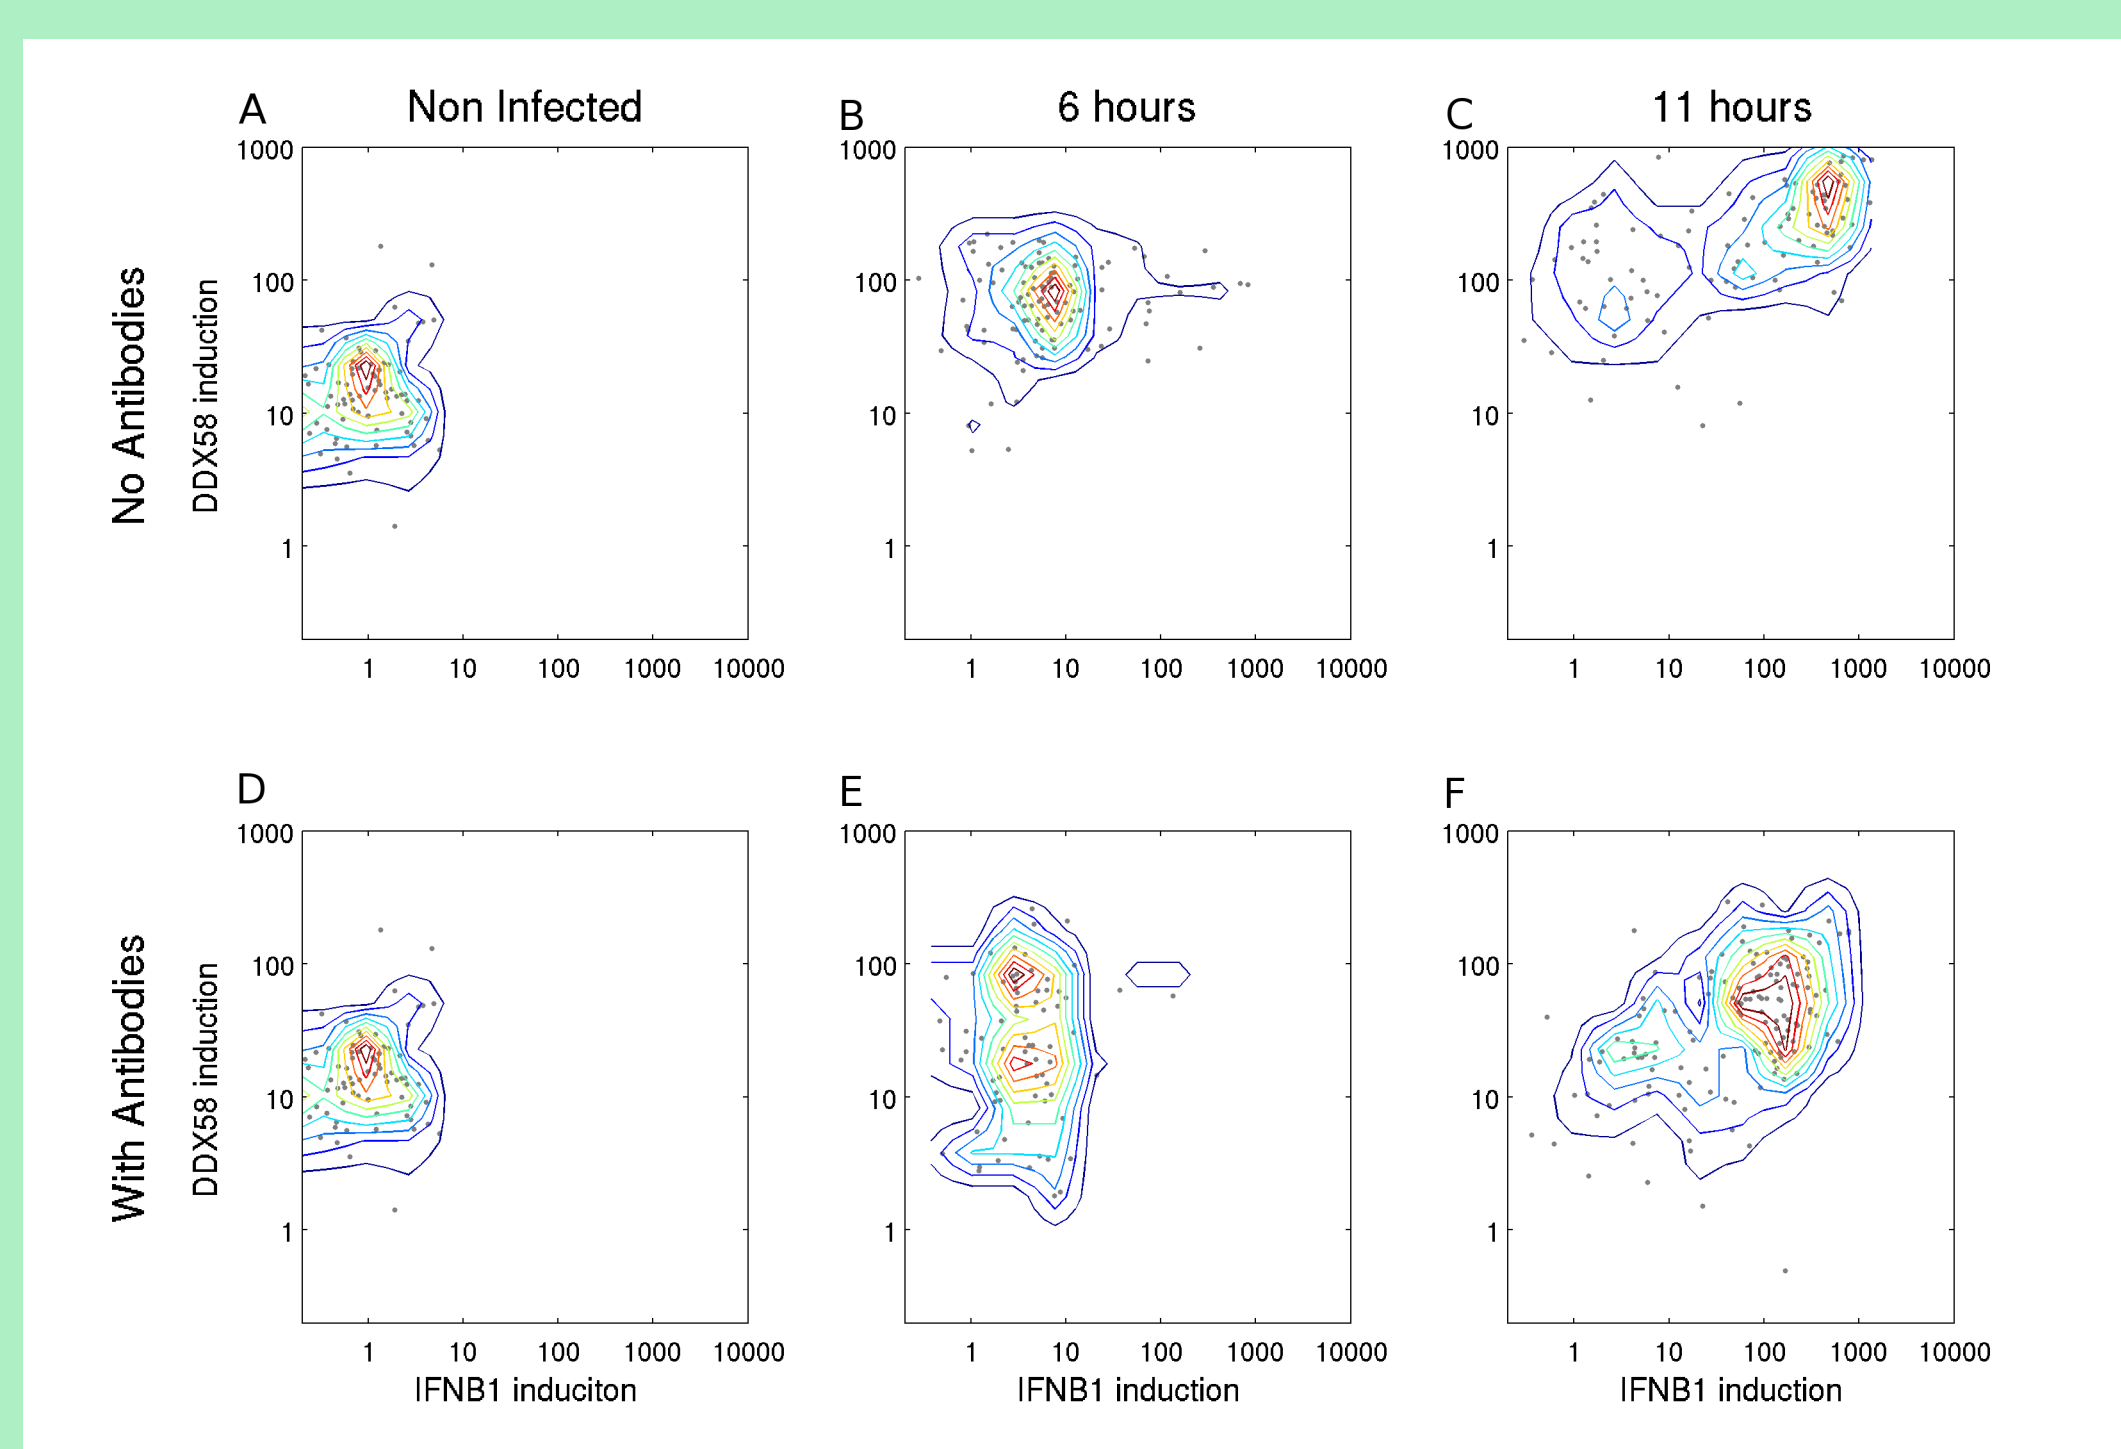 A Non Infected B 6 hours C 11 hours
No Antibodies
DDX58 induction
1000
100
10
1
1 10 100 1000 10000
1000
100
10
1
1 10 100 1000 10000
1000
100
10
1
1 10 100 1000 10000
D E F
With Antibodies
DDX58 induction
1000
100
10
1
1 10 100 1000 10000
IFNB1 induciton
1000
100
10
1
1 10 100 1000 10000
IFNB1 induction
1000
100
10
1
1 10 100 1000 10000
IFNB1 induction